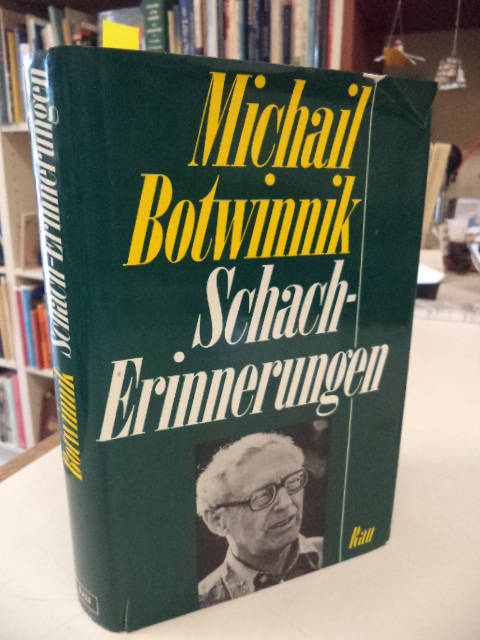 Michail
Botwinnik
Schach-
Erinnerungen
Rau
Botwinnik Schach-Erinnerungen